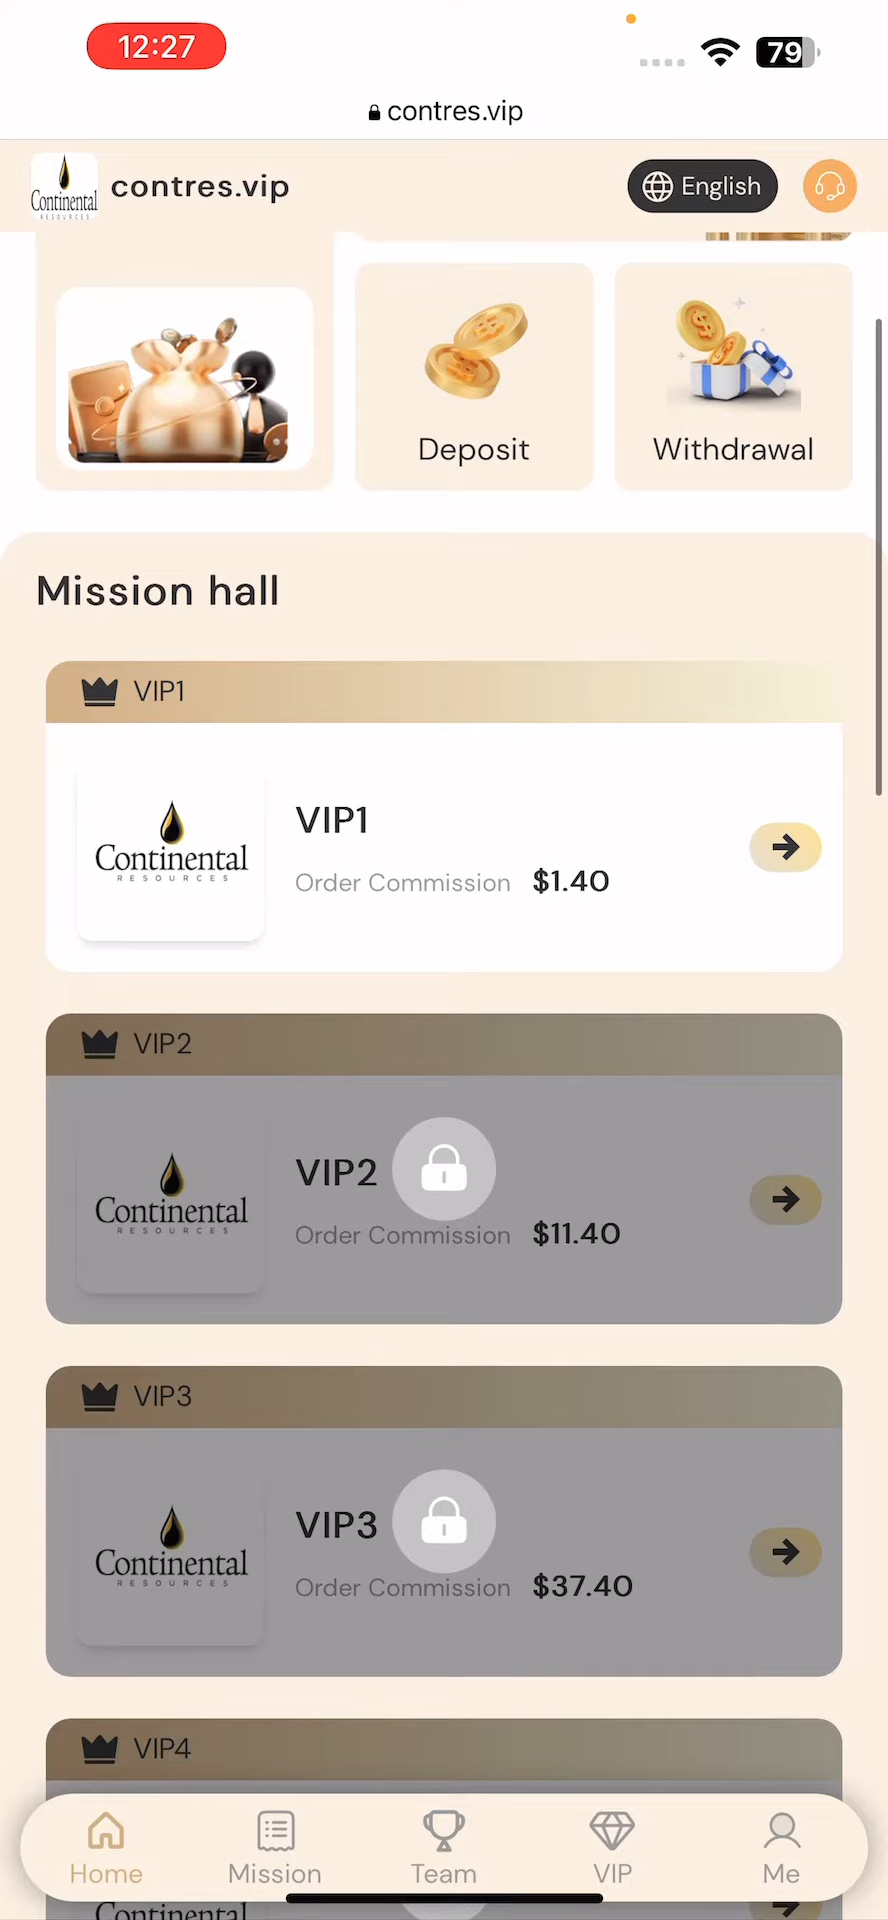 12:27
79
contres.vip
Continental
RESOURCES
contres.vip
English
Deposit
Withdrawal
Mission hall
VIP1
Continental
RESOURCES
VIP1
Order Commission $1.40
VIP2
Continental
RESOURCES
VIP2
Order Commission $11.40
VIP3
Continental
RESOURCES
VIP3
Order Commission $37.40
VIP4
Home
Mission
Team
VIP
Me
Continental